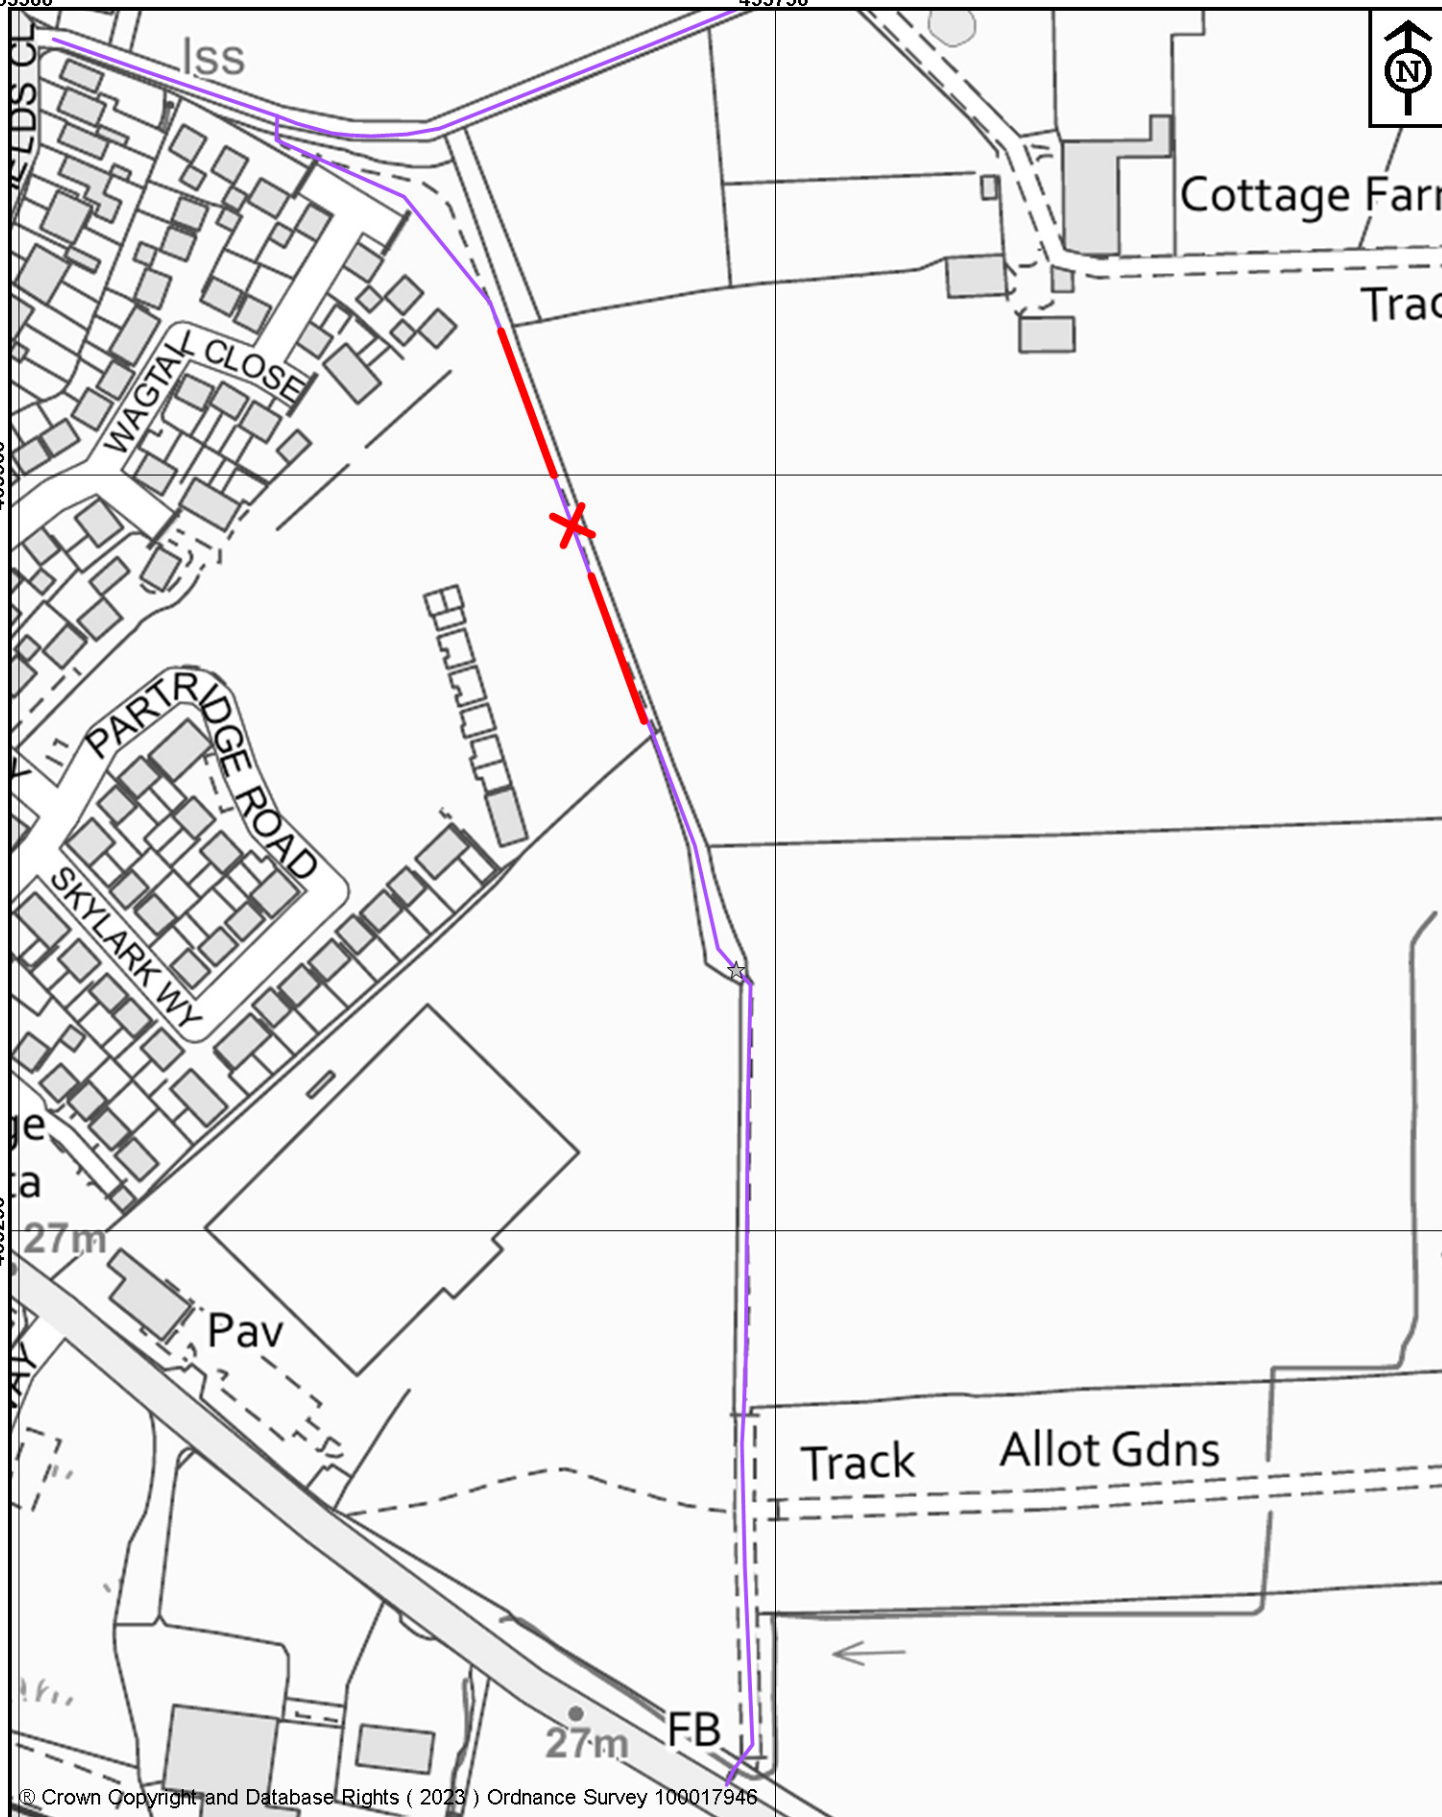 Iss
N
Cottage Farm
Track
WAGTAIL CLOSE
PARTRIDGE ROAD
SKYLARK WY
27m
Pav
Track
Allot Gdns
FB
27m
© Crown Copyright and Database Rights ( 2023 ) Ordnance Survey 100017946